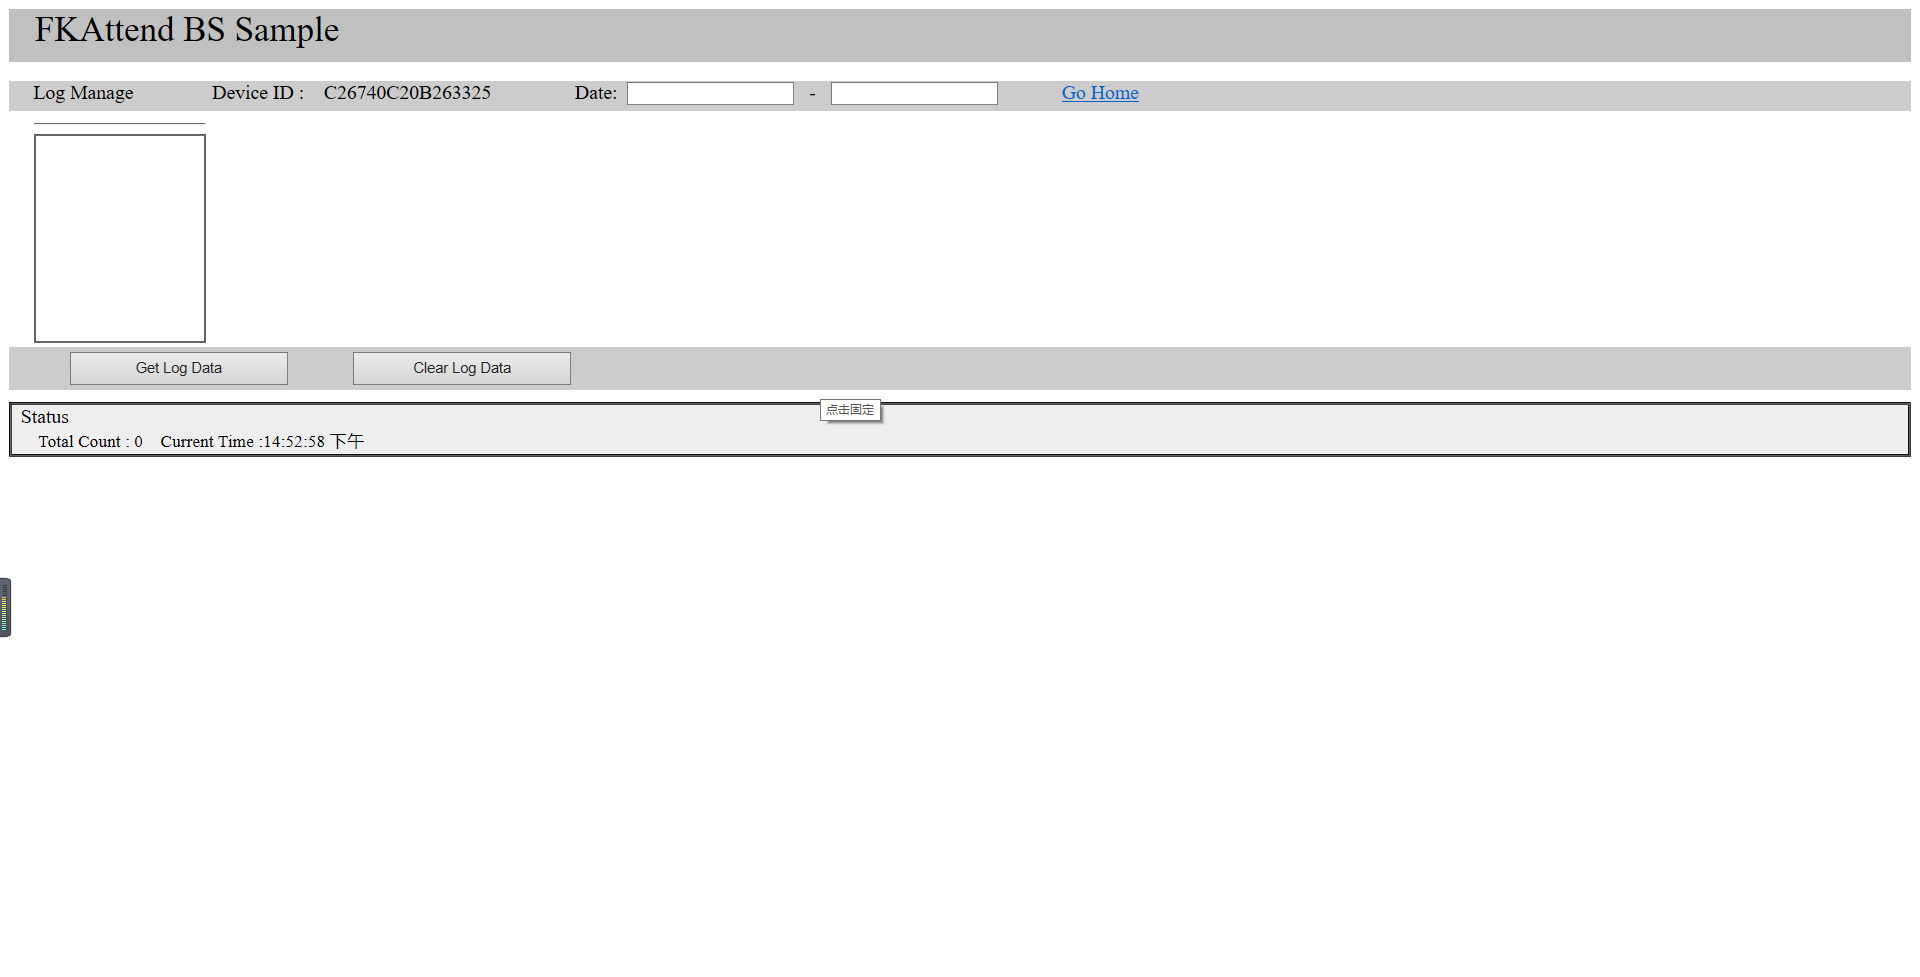 FKAttend BS Sample
Log Manage Device ID : C26740C20B263325 Date: - Go Home
Get Log Data Clear Log Data
点击固定
Status
Total Count : 0 Current Time :14:52:58 下午